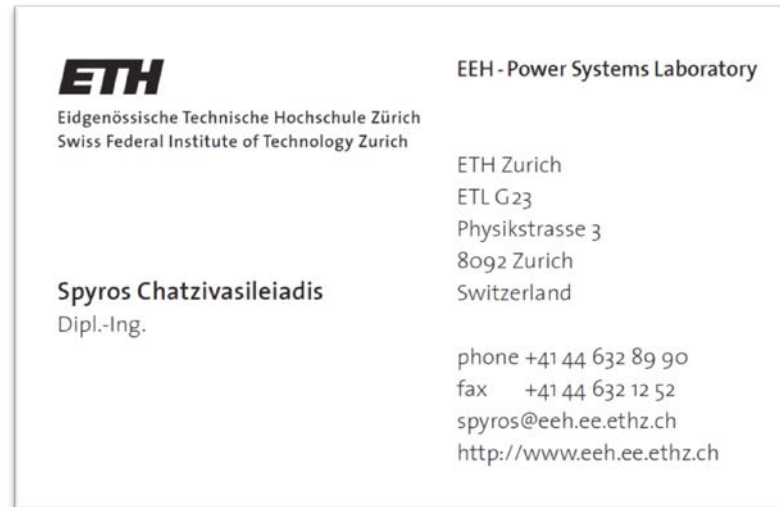 ETH
Eidgenössische Technische Hochschule Zürich
Swiss Federal Institute of Technology Zurich
Spyros Chatzivasileiadis
Dipl.-Ing.
EEH - Power Systems Laboratory
ETH Zurich
ETL G23
Physikstrasse 3
8092 Zurich
Switzerland
phone +41 44 632 89 90
fax +41 44 632 12 52
spyros@eeh.ee.ethz.ch
http://www.eeh.ee.ethz.ch